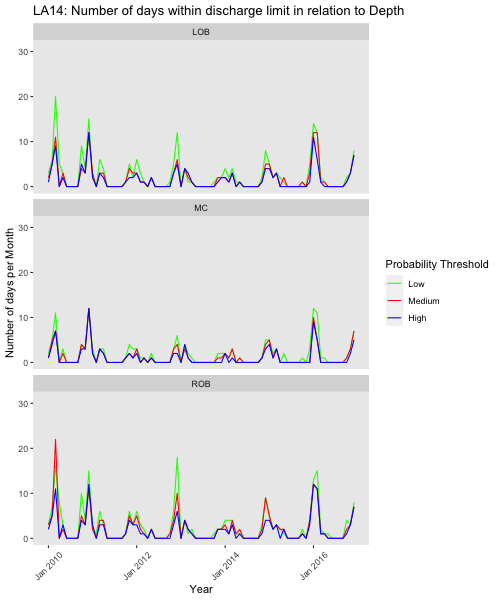 LA14: Number of days within discharge limit in relation to Depth
LOB
30
20
10
0
MC
30
20
10
0
ROB
30
20
10
0
Number of days per Month
Jan 2010
Jan 2012
Jan 2014
Jan 2016
Year
Probability Threshold
Low
Medium
High